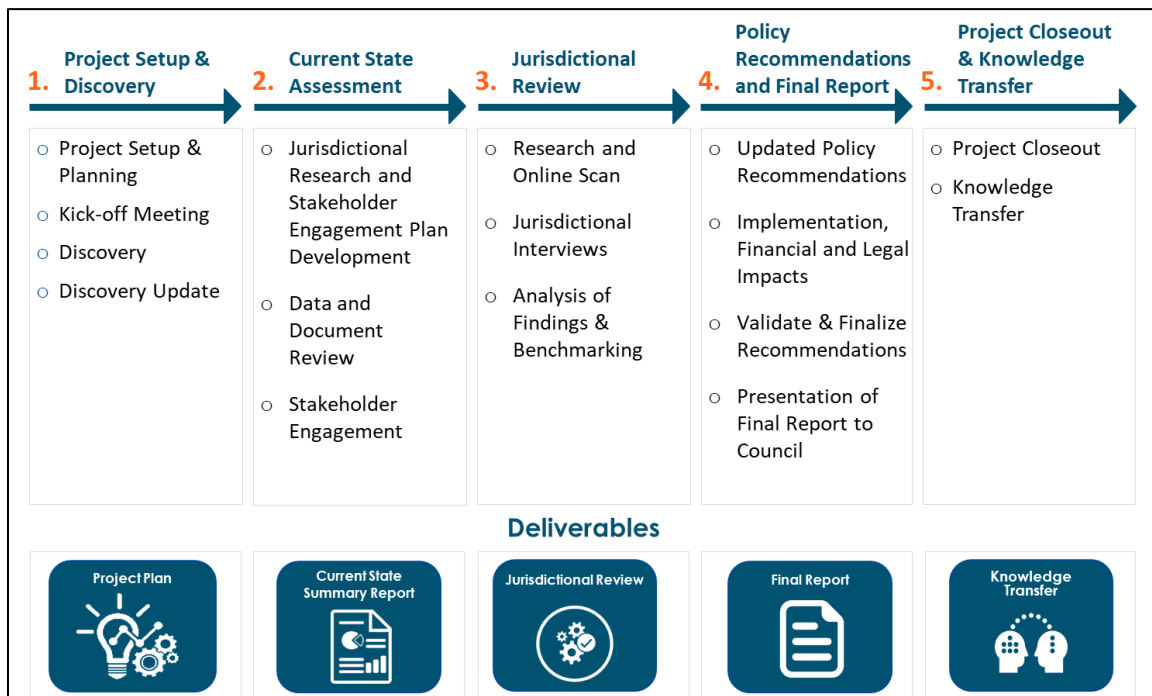 1.
Project Setup &
Discovery
2.
Current State
Assessment
3.
Jurisdictional
Review
4.
Policy
Recommendations
and Final Report
5.
Project Closeout
& Knowledge
Transfer
○ Project Setup &
Planning
○ Kick-off Meeting
○ Discovery
○ Discovery Update
○ Jurisdictional
Research and
Stakeholder
Engagement Plan
Development
○ Data and
Document
Review
○ Stakeholder
Engagement
○ Research and
Online Scan
○ Jurisdictional
Interviews
○ Analysis of
Findings &
Benchmarking
○ Updated Policy
Recommendations
○ Implementation,
Financial and Legal
Impacts
○ Validate & Finalize
Recommendations
○ Presentation of
Final Report to
Council
○ Project Closeout
○ Knowledge
Transfer
Deliverables
Project Plan
Current State
Summary Report
Jurisdictional Review
Final Report
Knowledge
Transfer